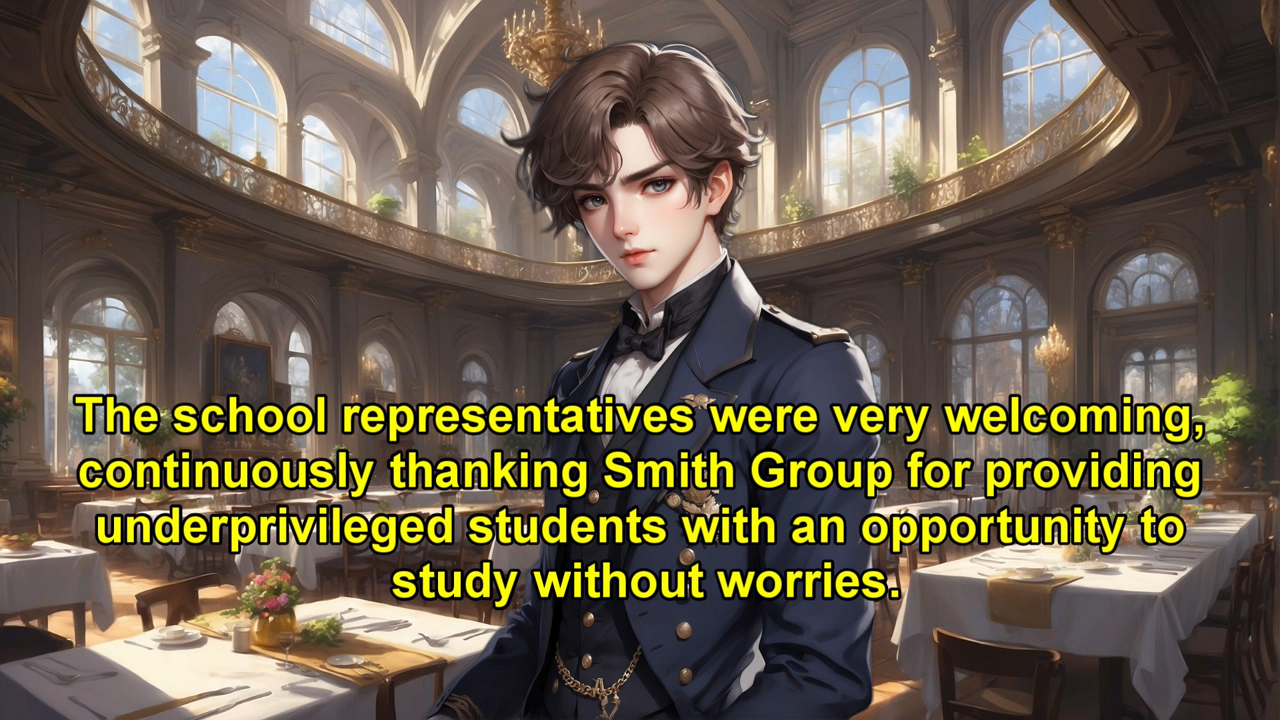 The school representatives were very welcoming,
continuously thanking Smith Group for providing
underprivileged students with an opportunity to
study without worries.